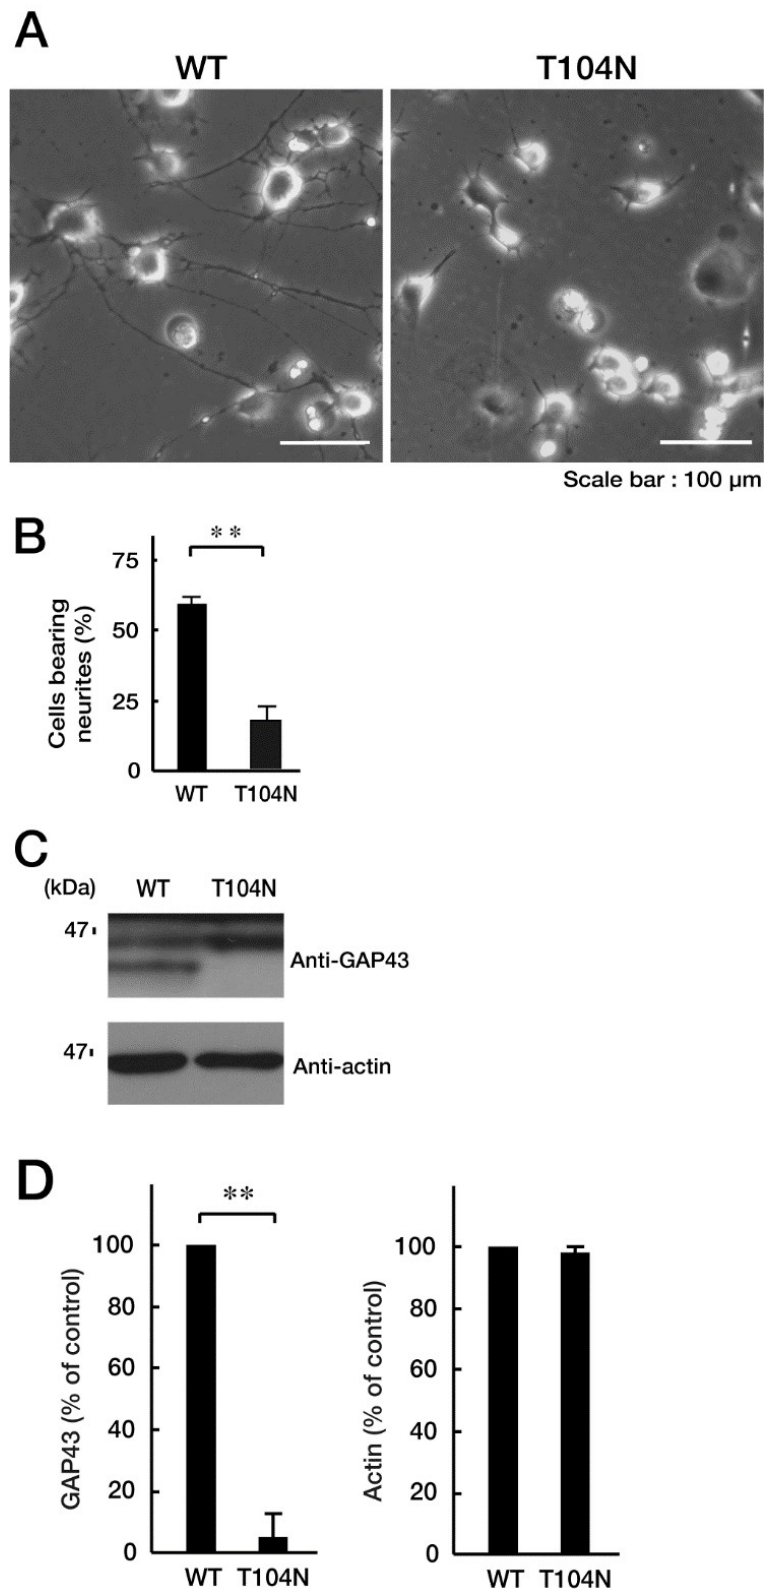 A
WT T104N
Scale bar : 100 μm
B
**
75
50
25
0
Cells bearing
neurites (%)
WT T104N
C
(kDa) WT T104N
47
Anti-GAP43
47
Anti-actin
D
**
100
80
60
40
20
0
GAP43 (% of control)
WT T104N
100
80
60
40
20
0
Actin (% of control)
WT T104N